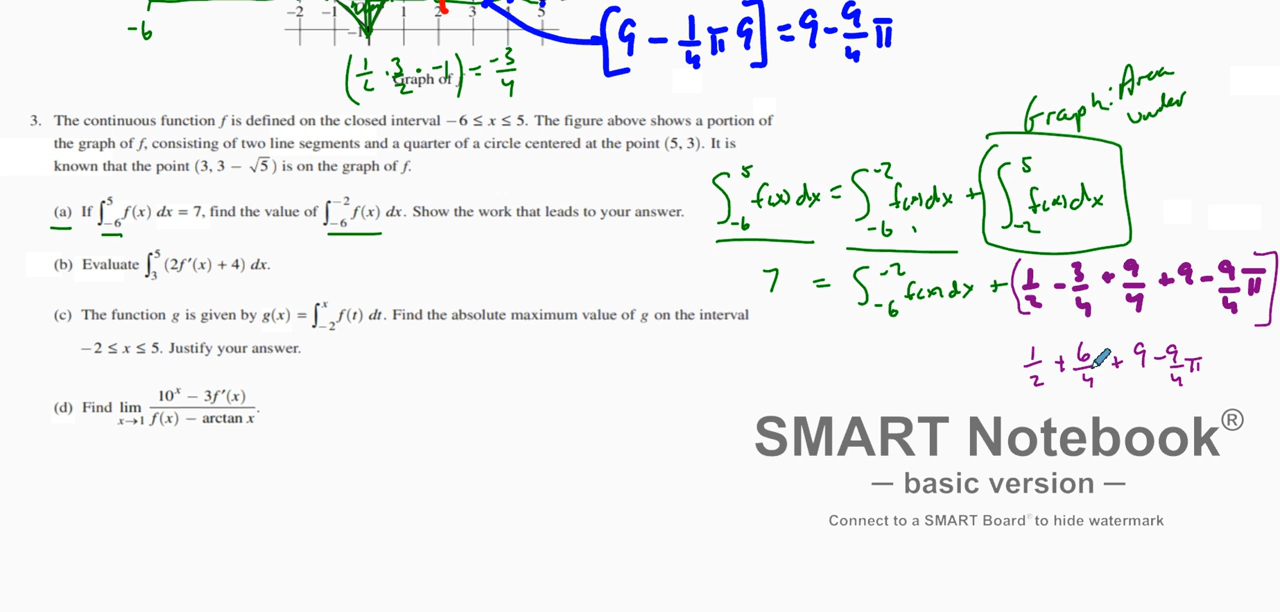 -2 -1 1 2 3 4 5
-6
-1
[9 - 1/4 π 9] = 9 - 9/4 π
(1/2 · 3/2 · -1) = -3/4
Graph of
Graph: Area under
3. The continuous function f is defined on the closed interval −6 ≤ x ≤ 5. The figure above shows a portion of
the graph of f, consisting of two line segments and a quarter of a circle centered at the point (5, 3). It is
known that the point (3, 3 − √5) is on the graph of f.
(a) If ∫_{−6}^{5} f(x) dx = 7, find the value of ∫_{−6}^{−2} f(x) dx. Show the work that leads to your answer.
(b) Evaluate ∫_{3}^{5} (2f′(x) + 4) dx.
(c) The function g is given by g(x) = ∫_{−2}^{x} f(t) dt. Find the absolute maximum value of g on the interval
−2 ≤ x ≤ 5. Justify your answer.
(d) Find lim_{x→1} (10^x − 3f′(x))/(f(x) − arctan x).
∫_{-6}^{5} f(x) dx = ∫_{-6}^{-2} f(x) dx + (∫_{-2}^{5} f(x) dx
7 = ∫_{-6}^{-2} f(x) dx + (1/2 - 3/4 + 9/4 + 9 - 9/4 π]
1/2 + 6/4 + 9 - 9/4 π
SMART Notebook®
— basic version —
Connect to a SMART Board® to hide watermark